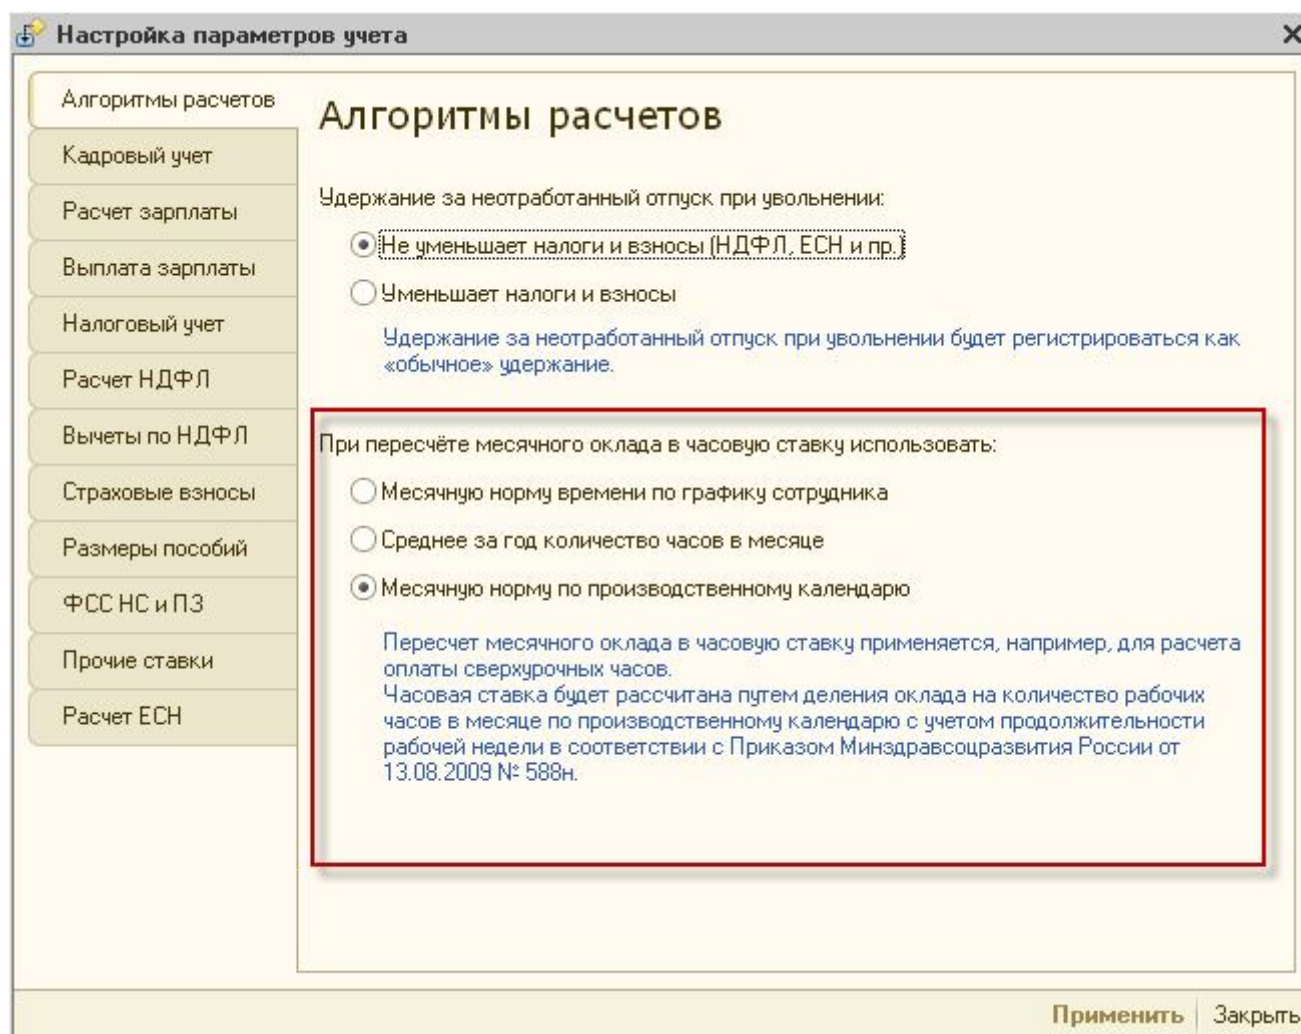 Настройка параметров учета
Алгоритмы расчетов
Кадровый учет
Расчет зарплаты
Выплата зарплаты
Налоговый учет
Расчет НДФЛ
Вычеты по НДФЛ
Страховые взносы
Размеры пособий
ФСС НС и ПЗ
Прочие ставки
Расчет ЕСН
Алгоритмы расчетов
Удержание за неотработанный отпуск при увольнении:
Не уменьшает налоги и взносы (НДФЛ, ЕСН и пр.)
Уменьшает налоги и взносы
Удержание за неотработанный отпуск при увольнении будет регистрироваться как
«обычное» удержание.
При пересчёте месячного оклада в часовую ставку использовать:
Месячную норму времени по графику сотрудника
Среднее за год количество часов в месяце
Месячную норму по производственному календарю
Пересчет месячного оклада в часовую ставку применяется, например, для расчета
оплаты сверхурочных часов.
Часовая ставка будет рассчитана путем деления оклада на количество рабочих
часов в месяце по производственному календарю с учетом продолжительности
рабочей недели в соответствии с Приказом Минздравсоцразвития России от
13.08.2009 № 588н.
Применить Закрыть